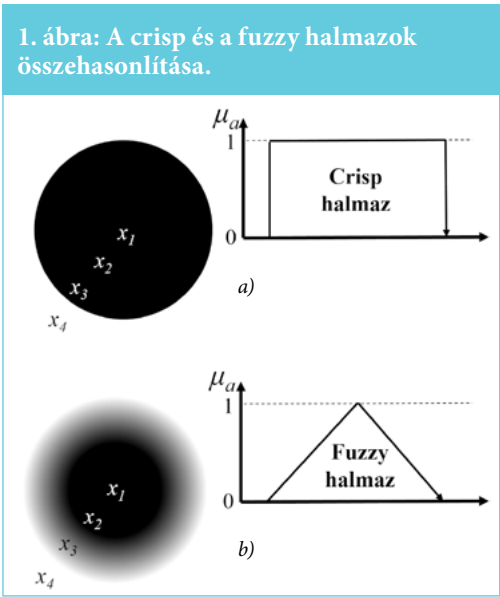 1. ábra: A crisp és a fuzzy halmazok
összehasonlítása.
μₐ
1
Crisp
halmaz
0
x₁
x₂
x₃
x₄
a)
μₐ
1
Fuzzy
halmaz
0
x₁
x₂
x₃
x₄
b)